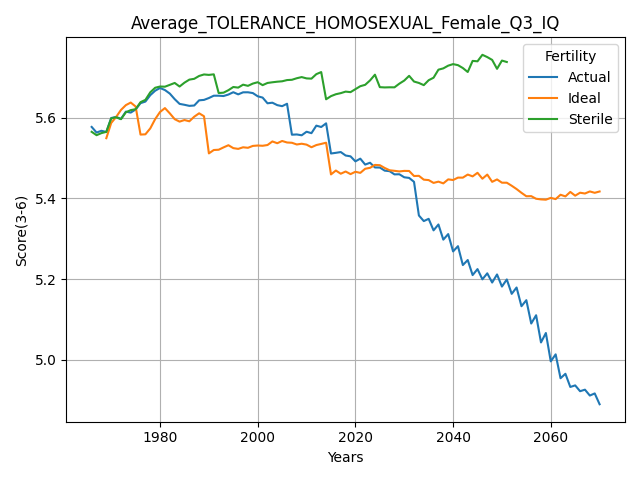 Average_TOLERANCE_HOMOSEXUAL_Female_Q3_IQ
Fertility
Actual
Ideal
Sterile
Score(3-6)
5.6
5.4
5.2
5.0
1980
2000
2020
2040
2060
Years